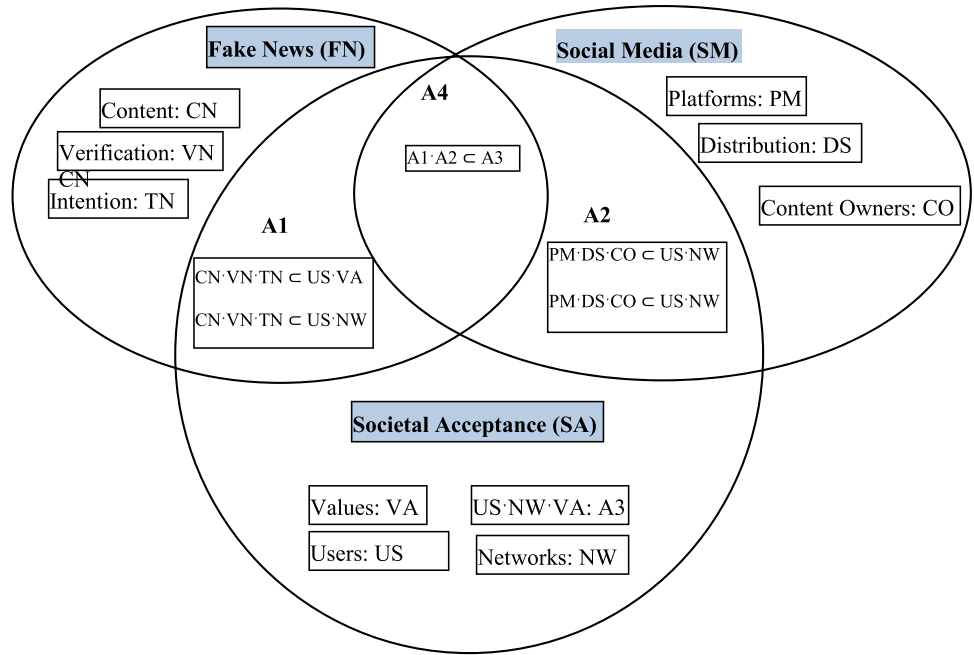 Fake News (FN)
Social Media (SM)
A4
Content: CN
Platforms: PM
Verification: VN
CN
Distribution: DS
A1·A2 ⊂ A3
Intention: TN
Content Owners: CO
A1
A2
PM·DS·CO ⊂ US·NW
CN·VN·TN ⊂ US·VA
PM·DS·CO ⊂ US·NW
CN·VN·TN ⊂ US·NW
Societal Acceptance (SA)
Values: VA
US·NW·VA: A3
Users: US
Networks: NW